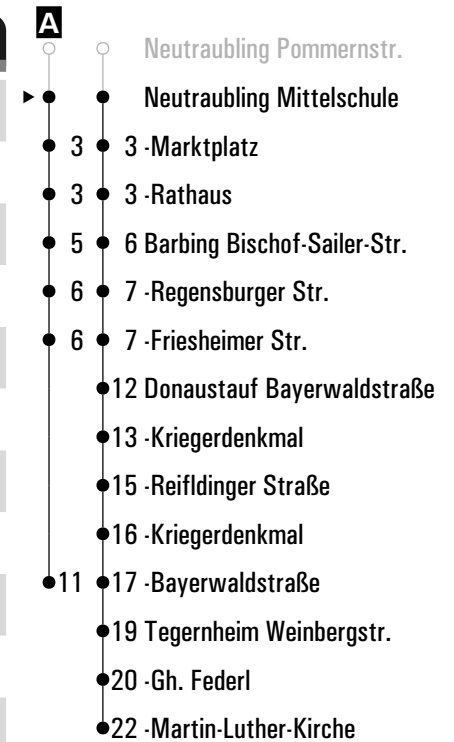 A
Neutraubling Pommernstr.
Neutraubling Mittelschule
3 3 -Marktplatz
3 3 -Rathaus
5 6 Barbing Bischof-Sailer-Str.
6 7 -Regensburger Str.
6 7 -Friesheimer Str.
12 Donaustauf Bayerwaldstraße
13 -Kriegerdenkmal
15 -Reifldinger Straße
16 -Kriegerdenkmal
11 17 -Bayerwaldstraße
19 Tegernheim Weinbergstr.
20 -Gh. Federl
22 -Martin-Luther-Kirche